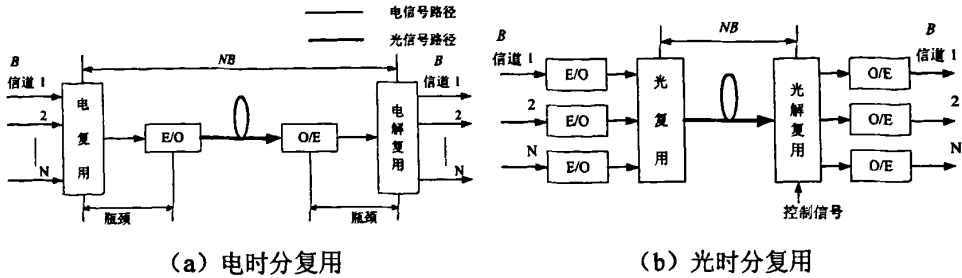 电信号路径
光信号路径
B
信道 1
2
N
NB
电复用
E/O
O/E
电解复用
B
信道 1
2
N
瓶颈
瓶颈
(a) 电时分复用
B
信道 1
2
N
E/O
E/O
E/O
NB
光复用
光解复用
控制信号
O/E
O/E
O/E
B
信道 1
2
N
(b) 光时分复用